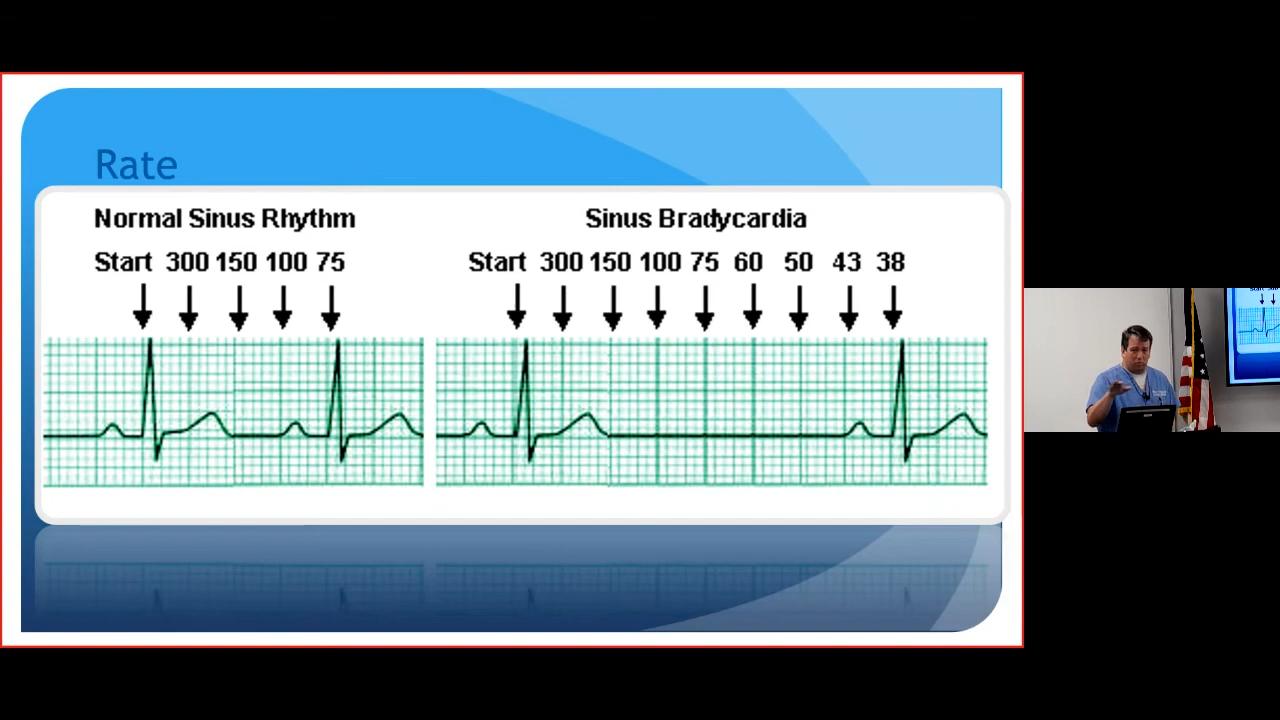 Rate
Normal Sinus Rhythm
Start 300 150 100 75
Sinus Bradycardia
Start 300 150 100 75 60 50 43 38